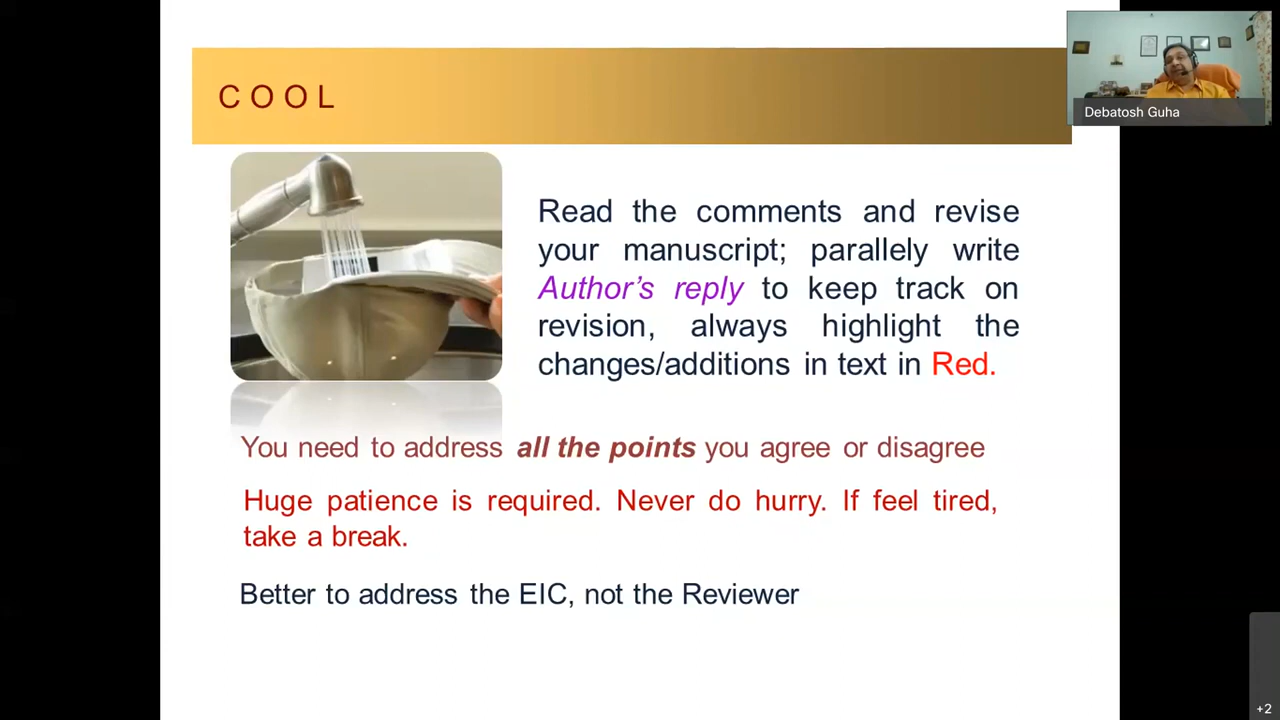 COOL
Debatosh Guha
Read the comments and revise
your manuscript; parallely write
Author's reply to keep track on
revision, always highlight the
changes/additions in text in Red.
You need to address all the points you agree or disagree
Huge patience is required. Never do hurry. If feel tired,
take a break.
Better to address the EIC, not the Reviewer
+2